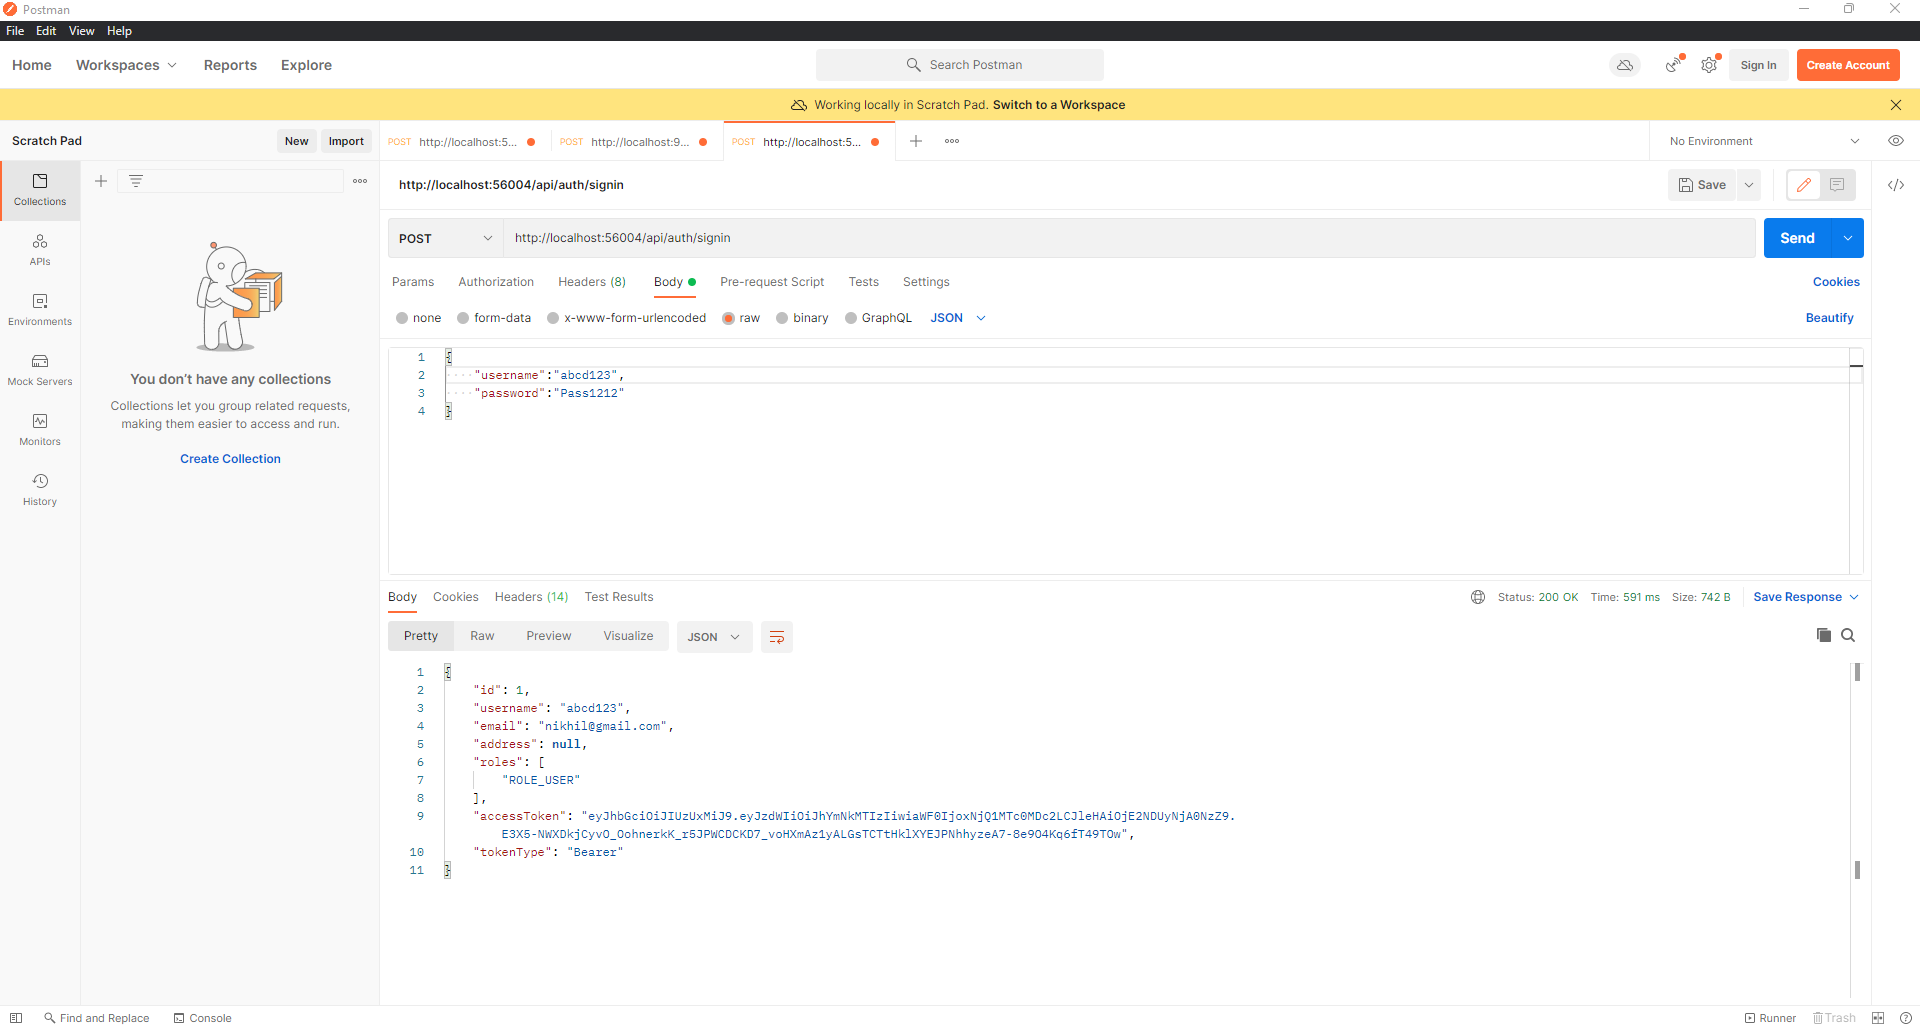 Postman
File Edit View Help
Home Workspaces Reports Explore
Search Postman
Sign In
Create Account
Working locally in Scratch Pad. Switch to a Workspace
Scratch Pad
New
Import
POST http://localhost:5...
POST http://localhost:9...
POST http://localhost:5...
No Environment
Collections
APIs
Environments
Mock Servers
Monitors
History
You don't have any collections
Collections let you group related requests,
making them easier to access and run.
Create Collection
http://localhost:56004/api/auth/signin
Save
POST
http://localhost:56004/api/auth/signin
Send
Params Authorization Headers (8) Body Pre-request Script Tests Settings
Cookies
none form-data x-www-form-urlencoded raw binary GraphQL JSON
Beautify
1 {
2 "username":"abcd123",
3 "password":"Pass1212"
4 }
Body Cookies Headers (14) Test Results
Status: 200 OK Time: 591 ms Size: 742 B
Save Response
Pretty Raw Preview Visualize JSON
1 {
2 "id": 1,
3 "username": "abcd123",
4 "email": "nikhil@gmail.com",
5 "address": null,
6 "roles": [
7 "ROLE_USER"
8 ],
9 "accessToken": "eyJhbGciOiJIUzUxMiJ9.eyJzdWIiOiJhYmNkMTIzIiwiaWF0IjoxNjQ1MTc0MDc2LCJleHAiOjE2NDUyNjA0NzZ9.
E3X5-NWXDkjCyvO_OohnerkK_r5JPWCDCKD7_voHXmAz1yALGsTCTtHklXYEJPNhhyzeA7-8e9O4Kq6fT49TOw",
10 "tokenType": "Bearer"
11 }
Find and Replace
Console
Runner
Trash